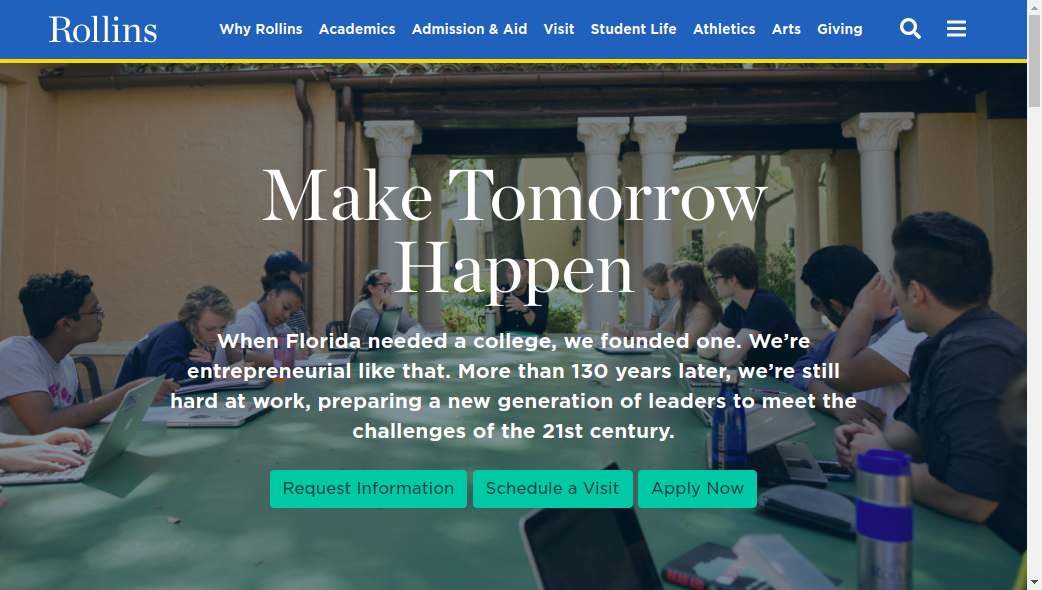 Rollins
Why Rollins Academics Admission & Aid Visit Student Life Athletics Arts Giving
Make Tomorrow
Happen
When Florida needed a college, we founded one. We’re
entrepreneurial like that. More than 130 years later, we’re still
hard at work, preparing a new generation of leaders to meet the
challenges of the 21st century.
Request Information Schedule a Visit Apply Now